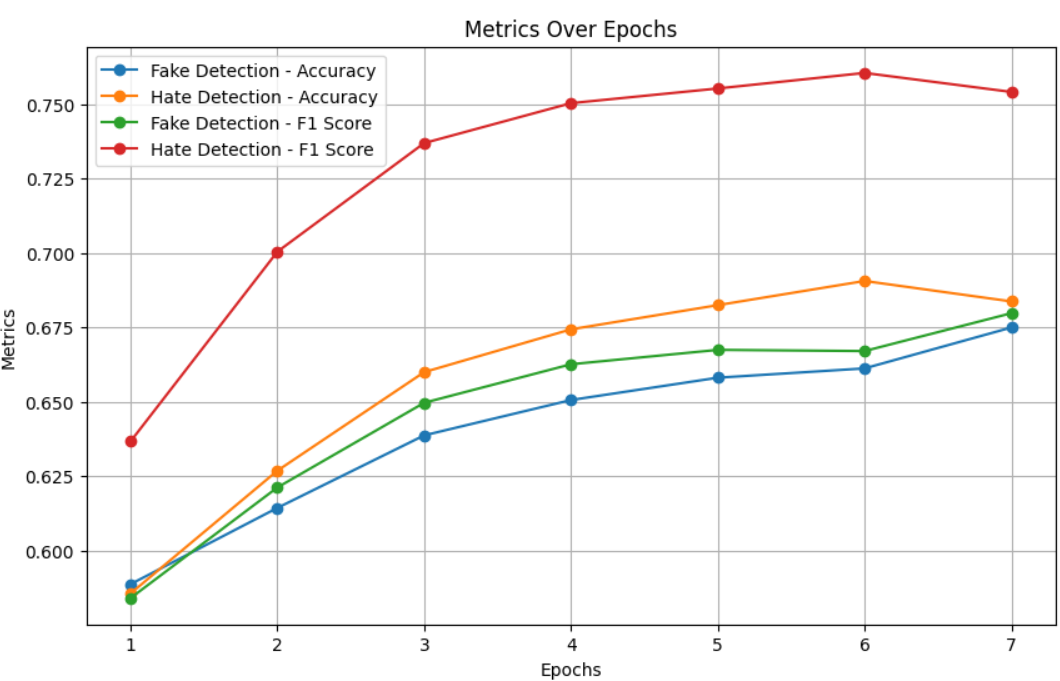 Metrics Over Epochs
Fake Detection - Accuracy
Hate Detection - Accuracy
Fake Detection - F1 Score
Hate Detection - F1 Score
0.750
0.725
0.700
0.675
0.650
0.625
0.600
Metrics
1 2 3 4 5 6 7
Epochs